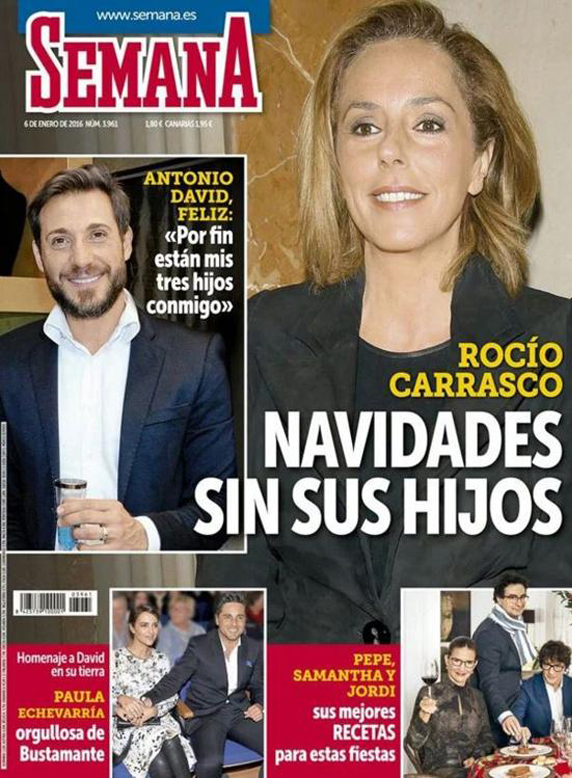 www.semana.es
SEMANA
6 DE ENERO DE 2016 NÚM. 3.961 1,80 € CANARIAS 1,95 €
ANTONIO
DAVID,
FELIZ:
«Por fin
están mis
tres hijos
conmigo»
ROCÍO
CARRASCO
NAVIDADES
SIN SUS HIJOS
03961
Homenaje a David
en su tierra
PAULA
ECHEVARRÍA
orgullosa de
Bustamante
PEPE,
SAMANTHA Y
JORDI
sus mejores
RECETAS
para estas fiestas